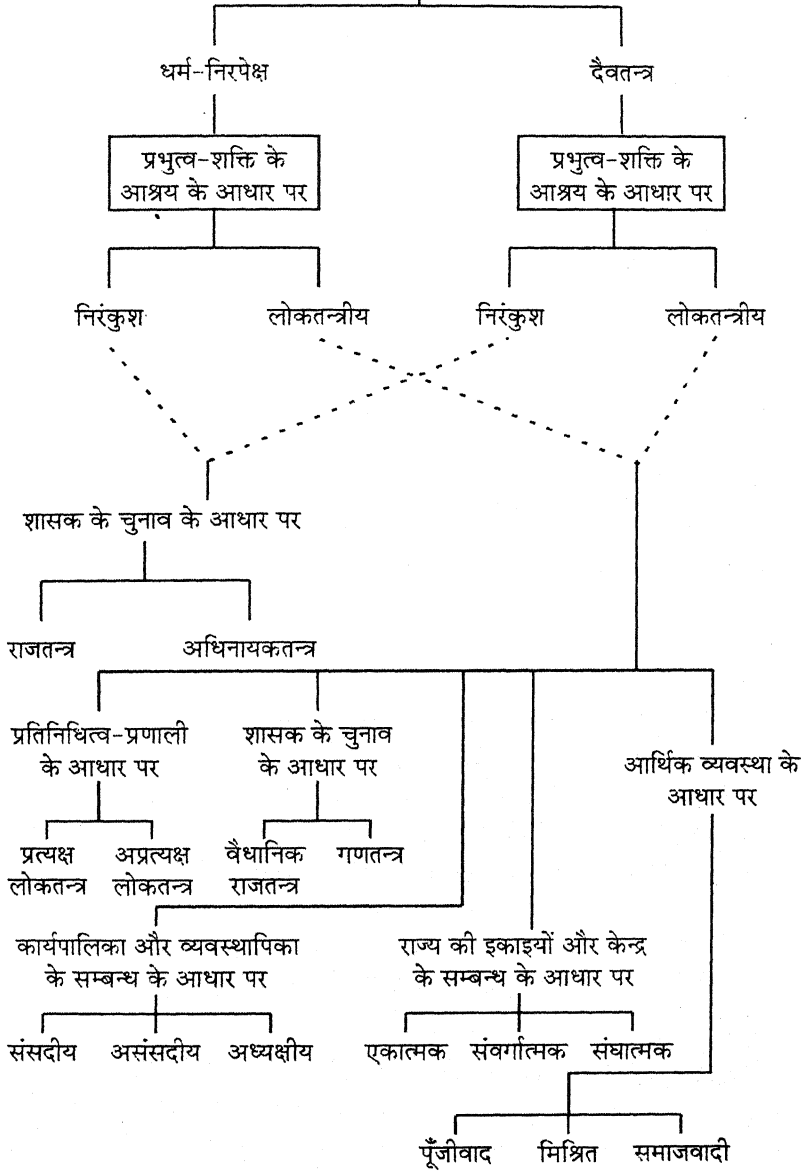 धर्म-निरपेक्ष
दैवतन्त्र
प्रभुत्व-शक्ति के
आश्रय के आधार पर
प्रभुत्व-शक्ति के
आश्रय के आधार पर
निरंकुश
लोकतन्त्रीय
निरंकुश
लोकतन्त्रीय
शासक के चुनाव के आधार पर
राजतन्त्र
अधिनायकतन्त्र
प्रतिनिधित्व-प्रणाली
के आधार पर
शासक के चुनाव
के आधार पर
आर्थिक व्यवस्था के
आधार पर
प्रत्यक्ष
लोकतन्त्र
अप्रत्यक्ष
लोकतन्त्र
वैधानिक
राजतन्त्र
गणतन्त्र
कार्यपालिका और व्यवस्थापिका
के सम्बन्ध के आधार पर
राज्य की इकाइयों और केन्द्र
के सम्बन्ध के आधार पर
संसदीय
असंसदीय
अध्यक्षीय
एकात्मक
संवर्गात्मक
संघात्मक
पूँजीवाद
मिश्रित
समाजवादी